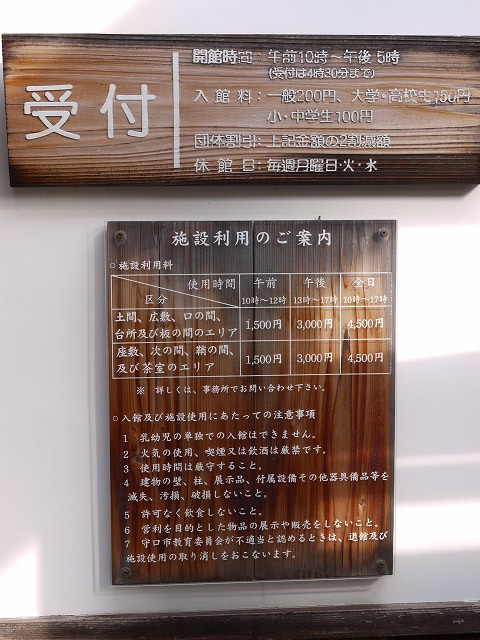 受付
開館時間：午前10時～午後5時
(受付は4時30分まで)
入館料：一般200円、大学・高校生150円
小・中学生100円
団体割引：上記金額の2割減額
休館日：毎週月曜日・火・水
施設利用のご案内
○施設利用料
使用時間 午前 午後 全日
区分 10時～12時 13時～17時 10時～17時
土間、広敷、口の間、
台所及び板の間のエリア 1,500円 3,000円 4,500円
座敷、次の間、鞘の間、
及び茶室のエリア 1,500円 3,000円 4,500円
※ 詳しくは、事務所でお問い合わせ下さい。
○入館及び施設使用にあたっての注意事項
1 乳幼児の単独での入館はできません。
2 火気の使用、喫煙又は飲酒は厳禁です。
3 使用時間は厳守すること。
4 建物の壁、柱、展示品、付属設備その他器具備品等を
滅失、汚損、破損しないこと。
5 許可なく飲食しないこと。
6 営利を目的とした物品の展示や販売をしないこと。
7 守口市教育委員会が不適当と認めるときは、退館及び
施設使用の取り消しをおこないます。